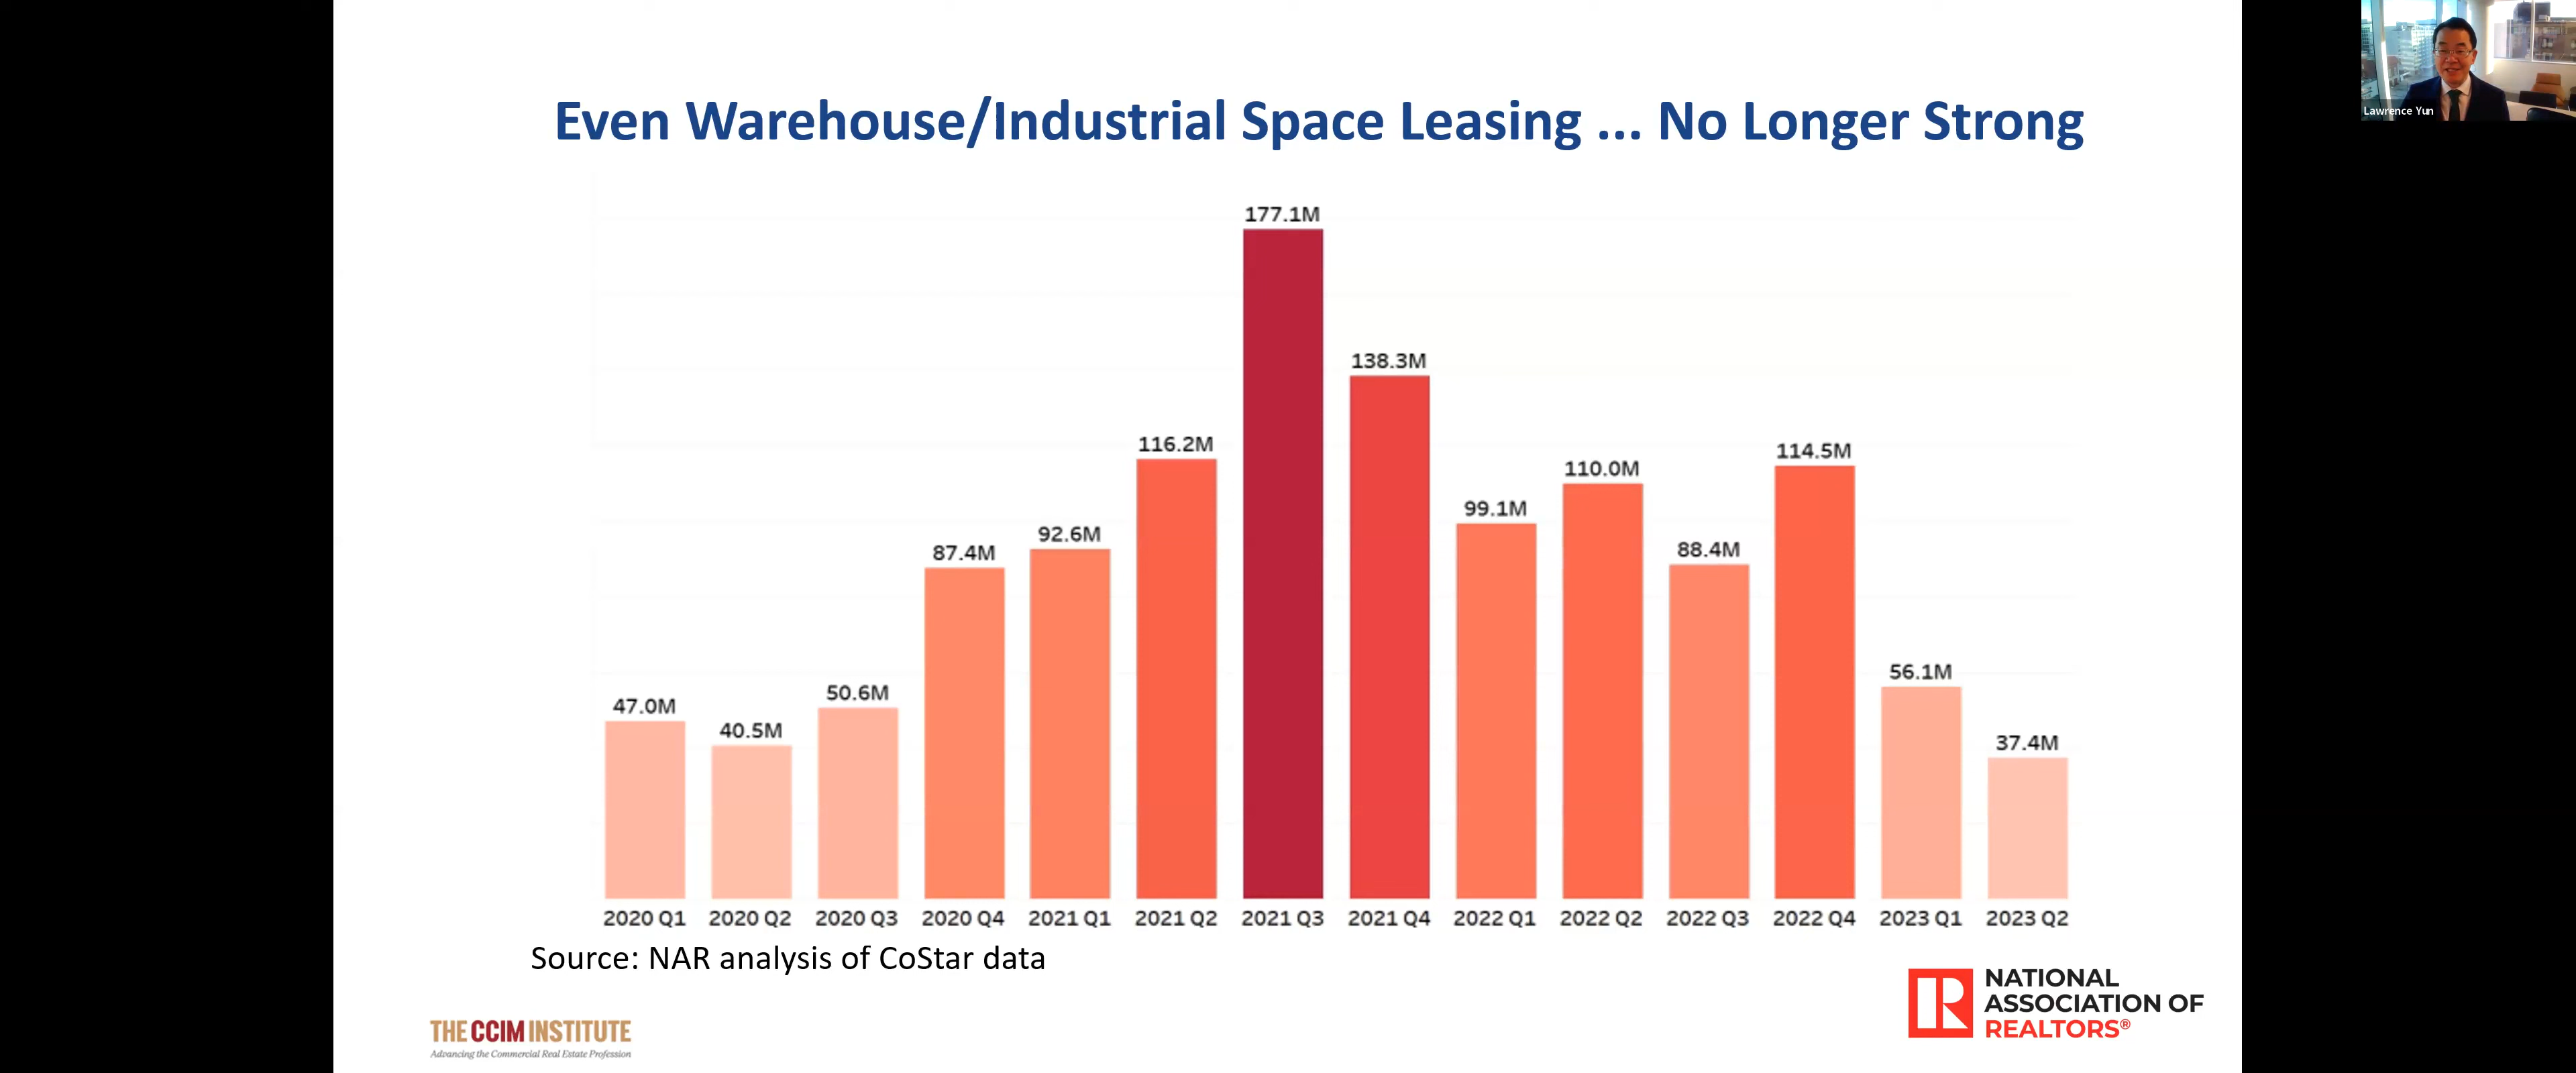 Even Warehouse/Industrial Space Leasing ... No Longer Strong
Lawrence Yun
177.1M
138.3M
116.2M
114.5M
110.0M
99.1M
92.6M
87.4M
88.4M
56.1M
50.6M
47.0M
40.5M
37.4M
2020 Q1 2020 Q2 2020 Q3 2020 Q4 2021 Q1 2021 Q2 2021 Q3 2021 Q4 2022 Q1 2022 Q2 2022 Q3 2022 Q4 2023 Q1 2023 Q2
Source: NAR analysis of CoStar data
THE CCIM INSTITUTE
Advancing the Commercial Real Estate Profession
R
NATIONAL
ASSOCIATION OF
REALTORS®